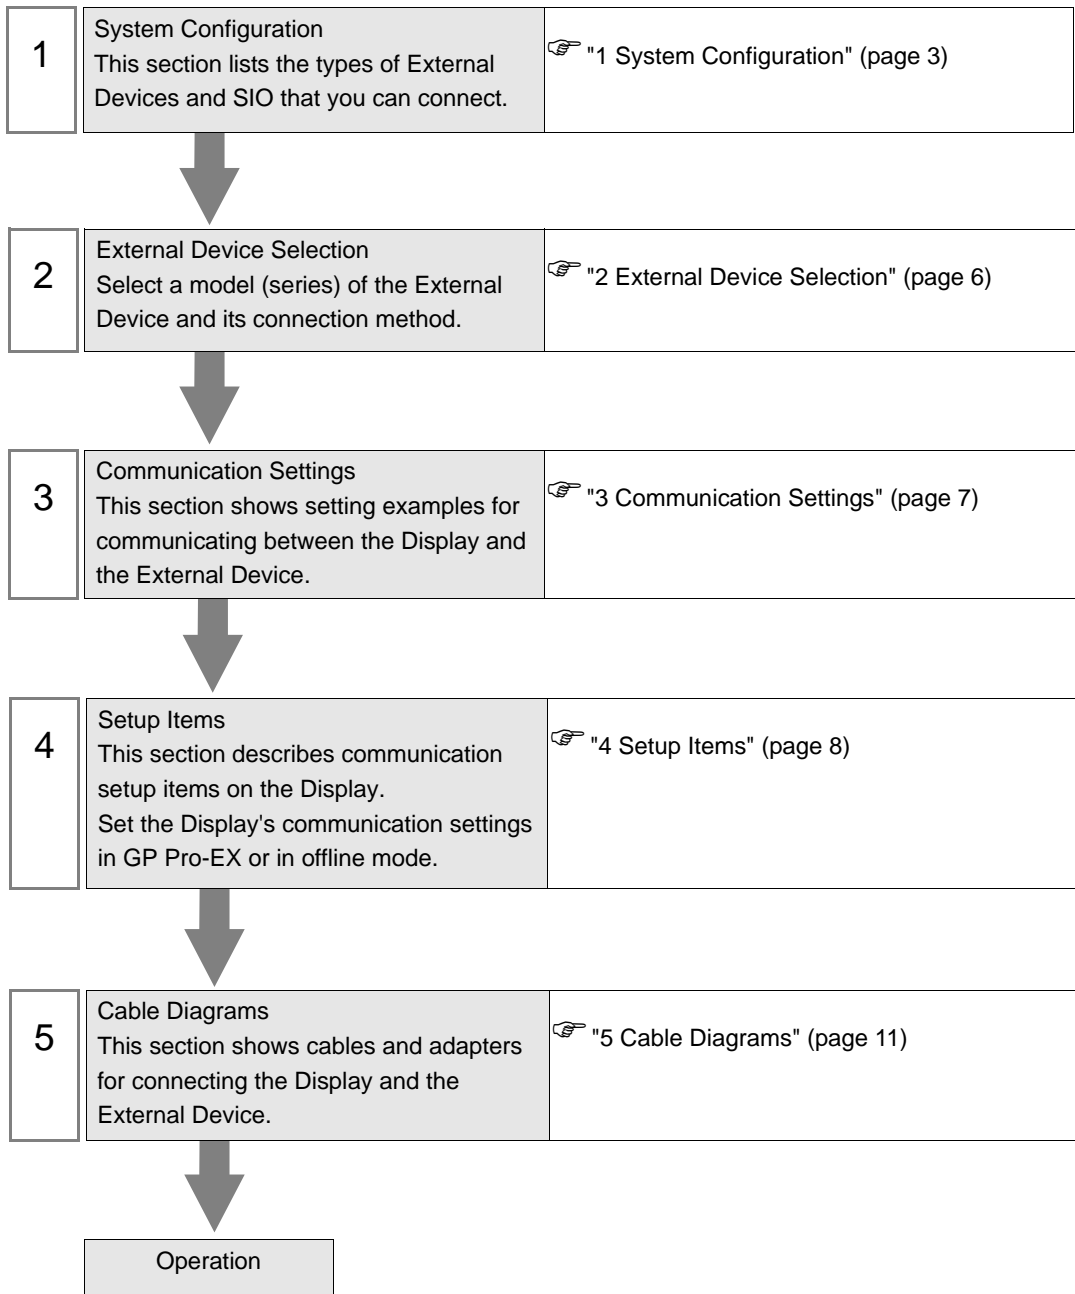 1
System Configuration
This section lists the types of External
Devices and SIO that you can connect.
"1 System Configuration" (page 3)
2
External Device Selection
Select a model (series) of the External
Device and its connection method.
"2 External Device Selection" (page 6)
3
Communication Settings
This section shows setting examples for
communicating between the Display and
the External Device.
"3 Communication Settings" (page 7)
4
Setup Items
This section describes communication
setup items on the Display.
Set the Display's communication settings
in GP Pro-EX or in offline mode.
"4 Setup Items" (page 8)
5
Cable Diagrams
This section shows cables and adapters
for connecting the Display and the
External Device.
"5 Cable Diagrams" (page 11)
Operation